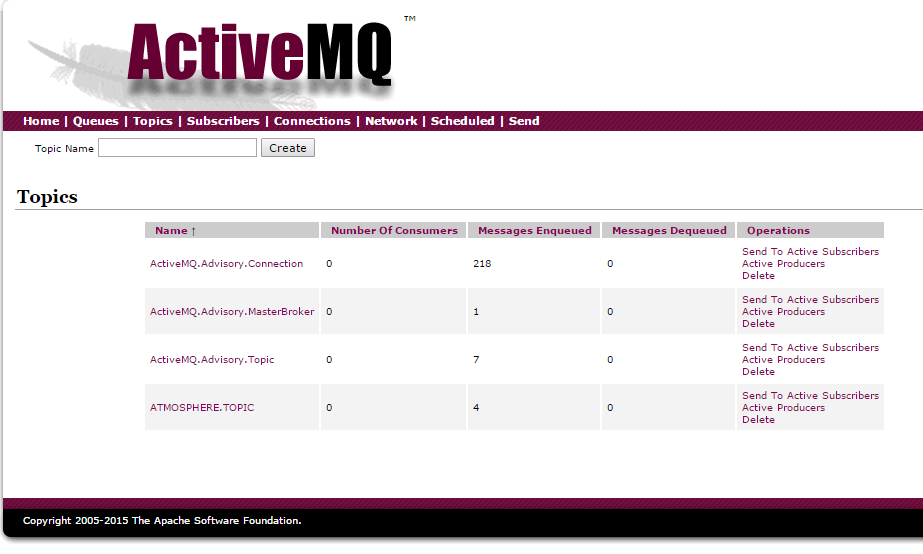 ActiveMQ™
Home | Queues | Topics | Subscribers | Connections | Network | Scheduled | Send
Topic Name Create
Topics
Name ↑ Number Of Consumers Messages Enqueued Messages Dequeued Operations
ActiveMQ.Advisory.Connection 0 218 0 Send To Active Subscribers
Active Producers
Delete
ActiveMQ.Advisory.MasterBroker 0 1 0 Send To Active Subscribers
Active Producers
Delete
ActiveMQ.Advisory.Topic 0 7 0 Send To Active Subscribers
Active Producers
Delete
ATMOSPHERE.TOPIC 0 4 0 Send To Active Subscribers
Active Producers
Delete
Copyright 2005-2015 The Apache Software Foundation.